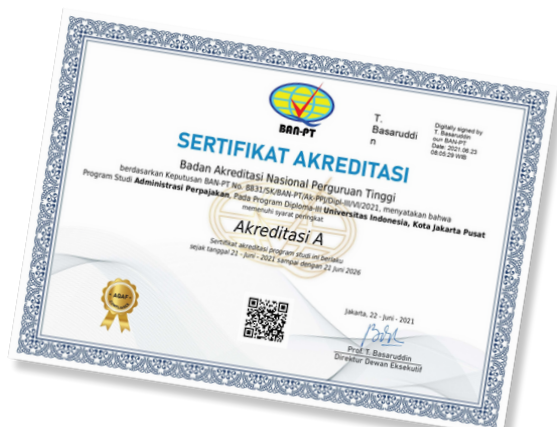 BAN-PT
T.
Basaruddi
n
Digitally signed by
T. Basaruddin
ou= BAN-PT
Date: 2021.06.23
08:05:29 WIB
SERTIFIKAT AKREDITASI
Badan Akreditasi Nasional Perguruan Tinggi
berdasarkan Keputusan BAN-PT No. 8831/SK/BAN-PT/Ak-PPJ/Dipl-III/VI/2021, menyatakan bahwa
Program Studi Administrasi Perpajakan, Pada Program Diploma-III Universitas Indonesia, Kota Jakarta Pusat
memenuhi syarat peringkat
Akreditasi A
Sertifikat akreditasi program studi ini berlaku
sejak tanggal 21 - Juni - 2021 sampai dengan 21 Juni 2026
Jakarta, 22 - Juni - 2021
Prof. T. Basaruddin
Direktur Dewan Eksekutif